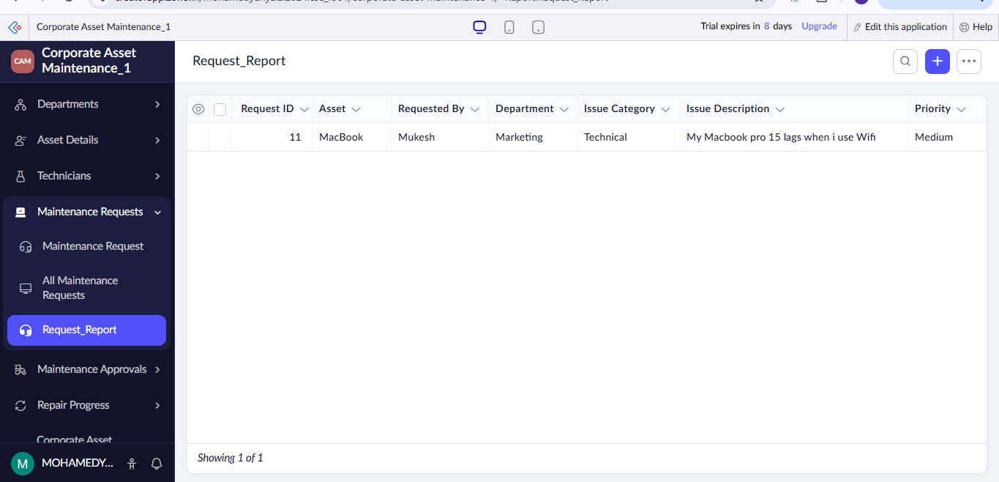 Corporate Asset Maintenance_1
Trial expires in 8 days Upgrade
Edit this application
Help
CAM
Corporate Asset
Maintenance_1
Departments
Asset Details
Technicians
Maintenance Requests
Maintenance Request
All Maintenance
Requests
Request_Report
Maintenance Approvals
Repair Progress
Corporate Asset
M
MOHAMEDY...
Request_Report
Request ID Asset Requested By Department Issue Category Issue Description Priority
11 MacBook Mukesh Marketing Technical My Macbook pro 15 lags when i use Wifi Medium
Showing 1 of 1